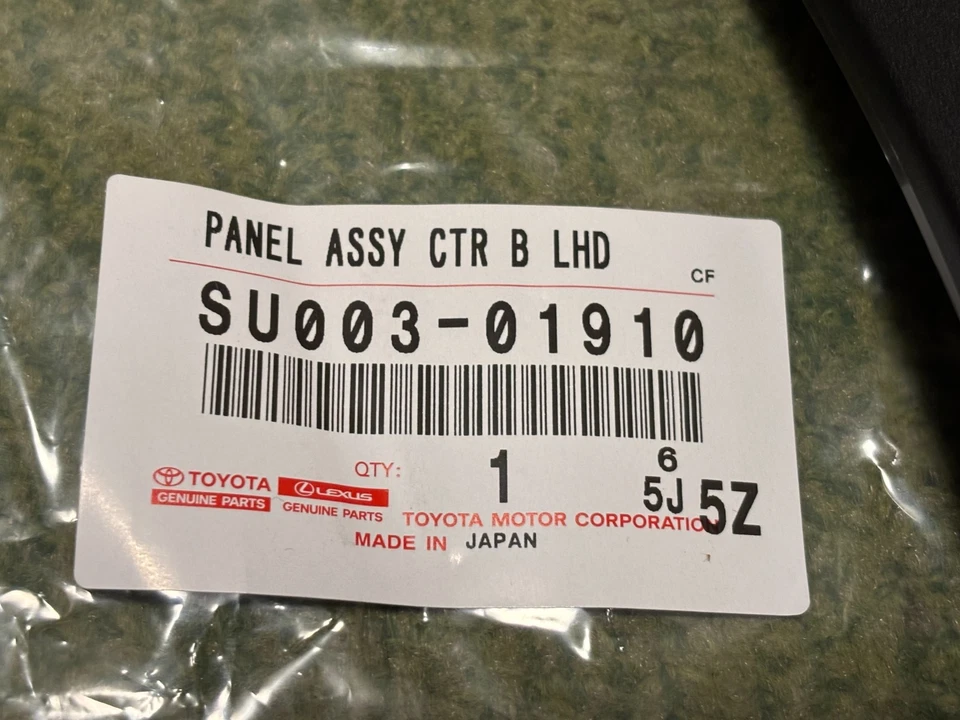 PANEL ASSY CTR B LHD
CF
SU003-01910
QTY: 1 6
5J 5Z
TOYOTA LEXUS
GENUINE PARTS GENUINE PARTS
TOYOTA MOTOR CORPORATION
MADE IN JAPAN